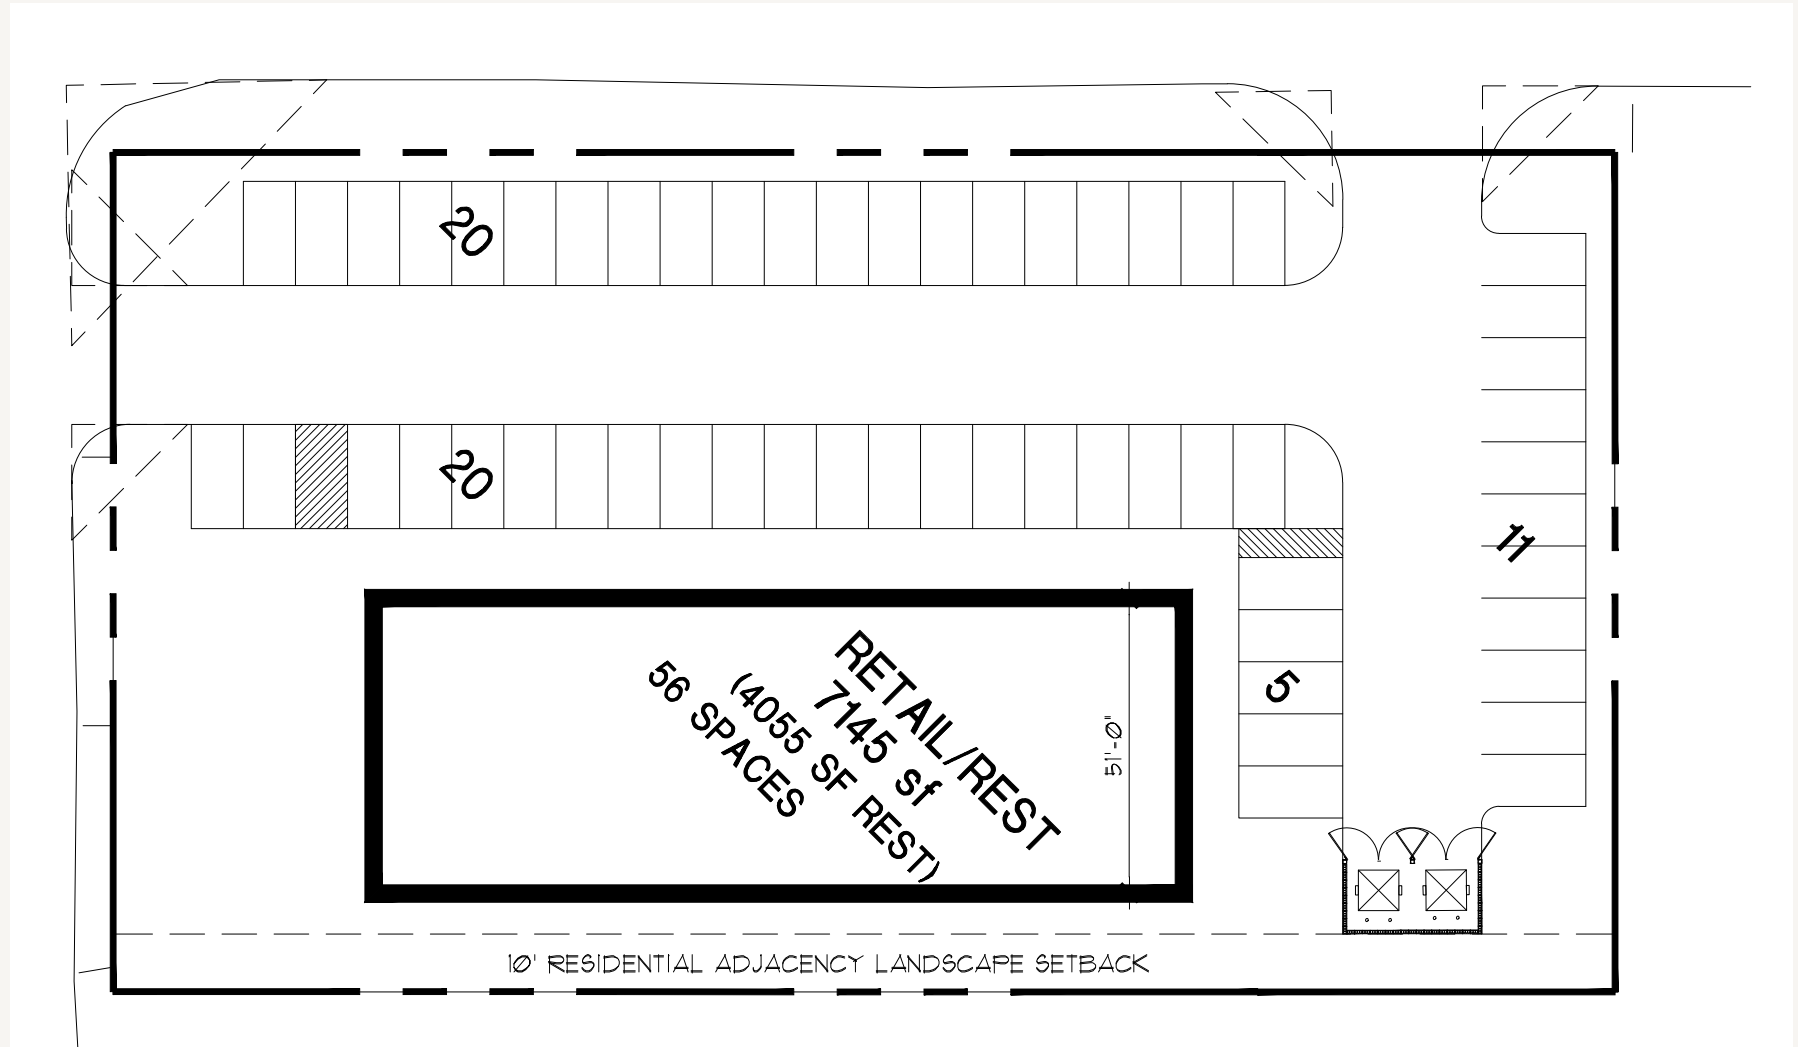 20
20
11
5
RETAIL/REST
7145 sf
(4055 SF REST)
56 SPACES
51'-0"
10' RESIDENTIAL ADJACENCY LANDSCAPE SETBACK